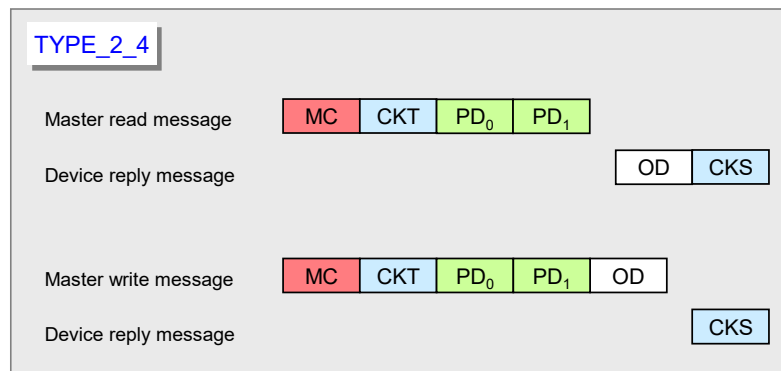 TYPE_2_4
Master read message MC CKT PD₀ PD₁
Device reply message OD CKS
Master write message MC CKT PD₀ PD₁ OD
Device reply message CKS